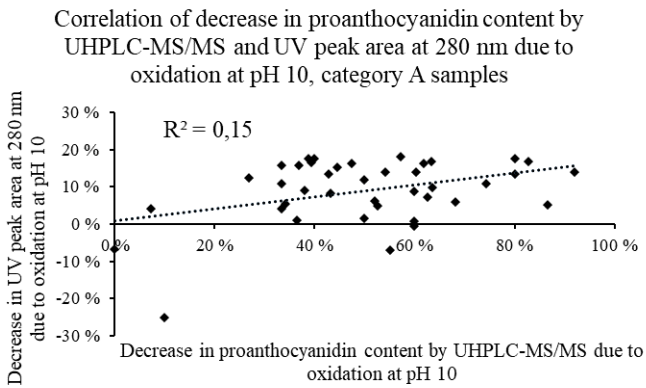 Correlation of decrease in proanthocyanidin content by
UHPLC-MS/MS and UV peak area at 280 nm due to
oxidation at pH 10, category A samples
Decrease in UV peak area at 280 nm
due to oxidation at pH 10
30 %
20 %
10 %
0 %
-10 %
-20 %
-30 %
R² = 0,15
0 % 20 % 40 % 60 % 80 % 100 %
Decrease in proanthocyanidin content by UHPLC-MS/MS due to
oxidation at pH 10